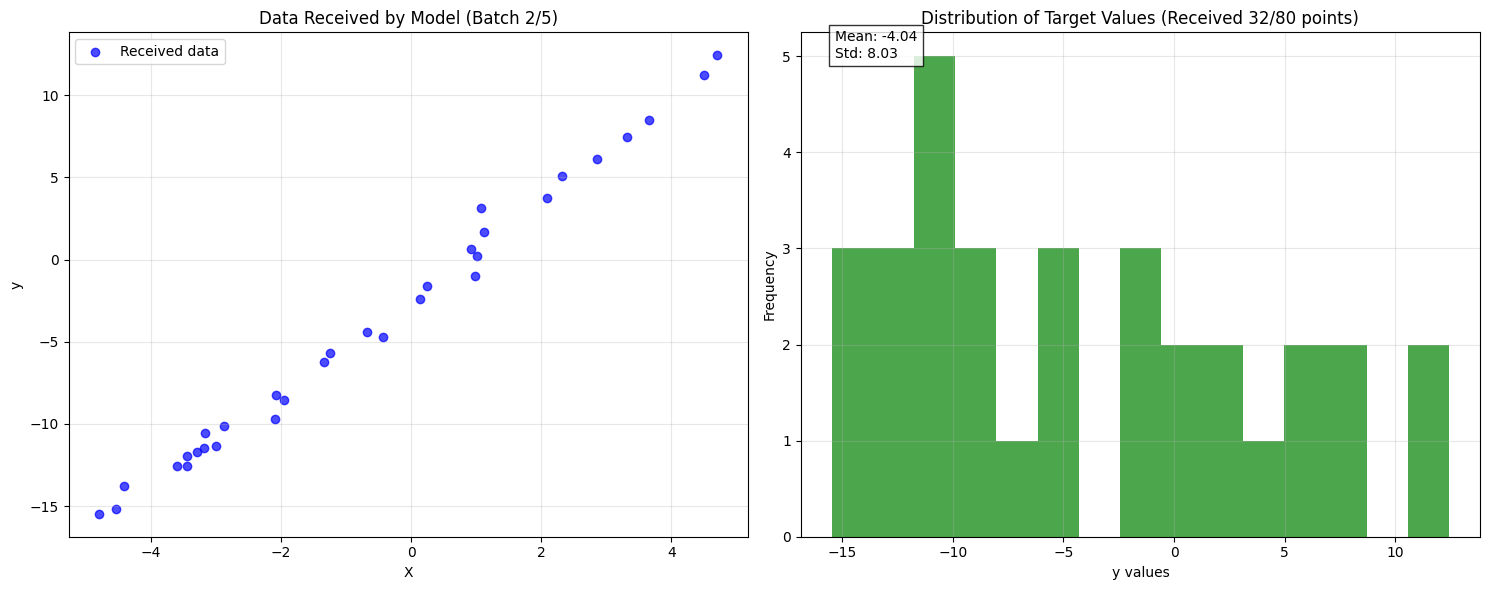 Data Received by Model (Batch 2/5)
Received data
10
5
0
−5
−10
−15
y
−4
−2
0
2
4
X
Distribution of Target Values (Received 32/80 points)
Mean: -4.04
Std: 8.03
5
4
3
2
1
0
Frequency
−15
−10
−5
0
5
10
y values